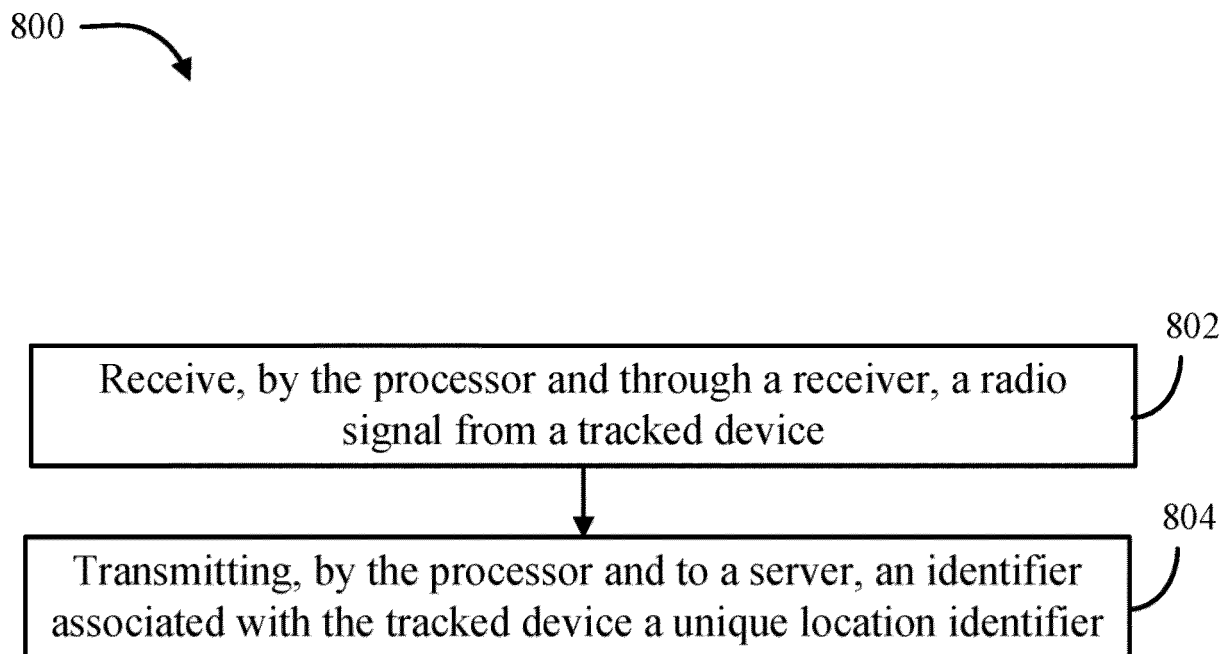 800
802
Receive, by the processor and through a receiver, a radio
signal from a tracked device
804
Transmitting, by the processor and to a server, an identifier
associated with the tracked device a unique location identifier